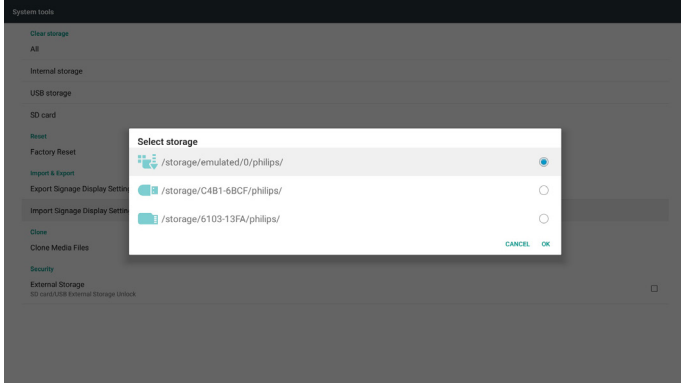 System tools
Clear storage
All
Internal storage
USB storage
SD card
Reset
Factory Reset
Import & Export
Export Signage Display Settin
Import Signage Display Settin
Clone
Clone Media Files
Security
External Storage
SD card/USB External Storage Unlock
Select storage
/storage/emulated/0/philips/
/storage/C4B1-6BCF/philips/
/storage/6103-13FA/philips/
CANCEL OK